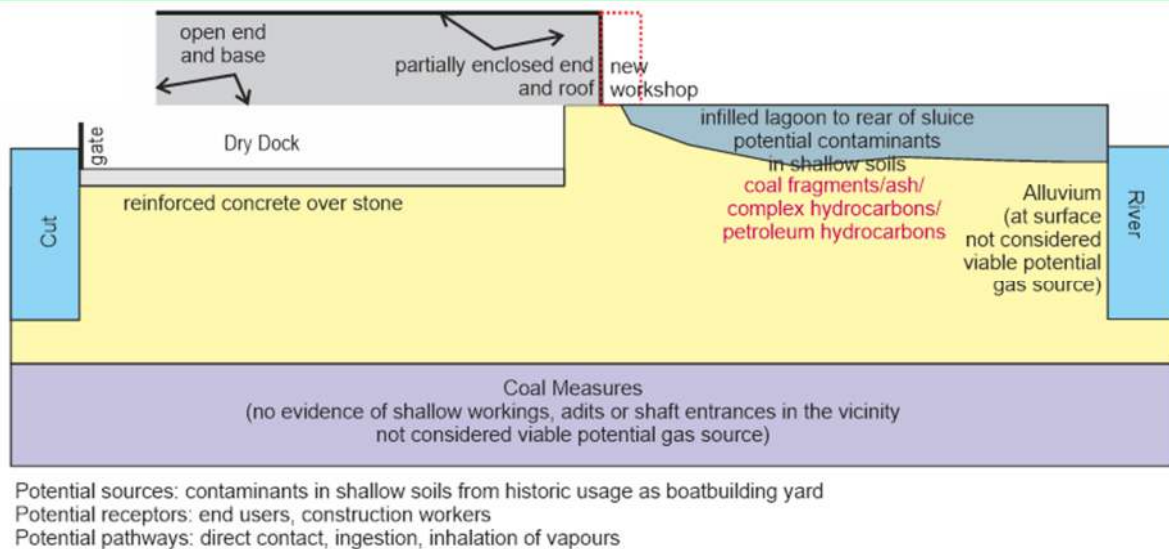 open end
and base
partially enclosed end
and roof
new
workshop
gate
Dry Dock
infilled lagoon to rear of sluice
potential contaminants
in shallow soils
coal fragments/ash/
complex hydrocarbons/
petroleum hydrocarbons
reinforced concrete over stone
Cut
Alluvium
(at surface
not considered
viable potential
gas source)
River
Coal Measures
(no evidence of shallow workings, adits or shaft entrances in the vicinity
not considered viable potential gas source)
Potential sources: contaminants in shallow soils from historic usage as boatbuilding yard
Potential receptors: end users, construction workers
Potential pathways: direct contact, ingestion, inhalation of vapours